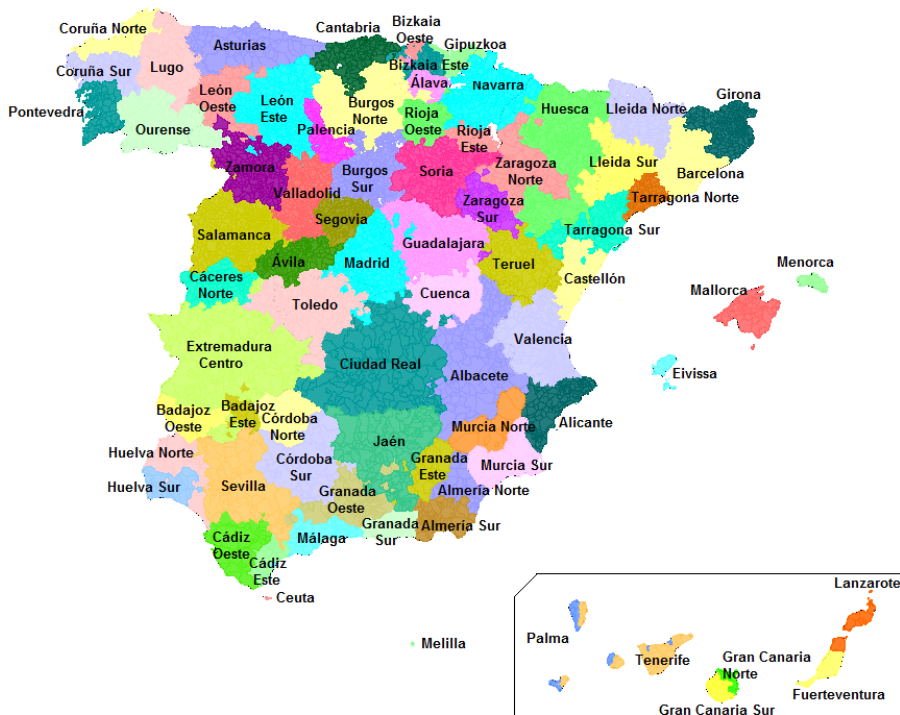 Coruña Norte
Asturias
Cantabria
Bizkaia
Oeste
Gipuzkoa
Bizkaia Este
Coruña Sur
Lugo
León
Oeste
León
Este
Álava
Navarra
Girona
Pontevedra
Ourense
Palencia
Burgos
Norte
Rioja
Oeste
Rioja
Este
Huesca
Lleida Norte
Zamora
Valladolid
Burgos
Sur
Soria
Zaragoza
Norte
Lleida Sur
Barcelona
Tarragona Norte
Salamanca
Segovia
Zaragoza
Sur
Tarragona Sur
Ávila
Madrid
Guadalajara
Teruel
Castellón
Menorca
Cáceres
Norte
Toledo
Cuenca
Mallorca
Extremadura
Centro
Ciudad Real
Albacete
Valencia
Eivissa
Badajoz
Oeste
Badajoz
Este
Córdoba
Norte
Jaén
Murcia Norte
Alicante
Huelva Norte
Córdoba
Sur
Granada
Este
Murcia Sur
Huelva Sur
Sevilla
Granada
Oeste
Almería Norte
Cádiz
Oeste
Málaga
Granada
Sur
Almería Sur
Cádiz
Este
Ceuta
Melilla
Lanzarote
Palma
Tenerife
Gran Canaria
Norte
Fuerteventura
Gran Canaria Sur